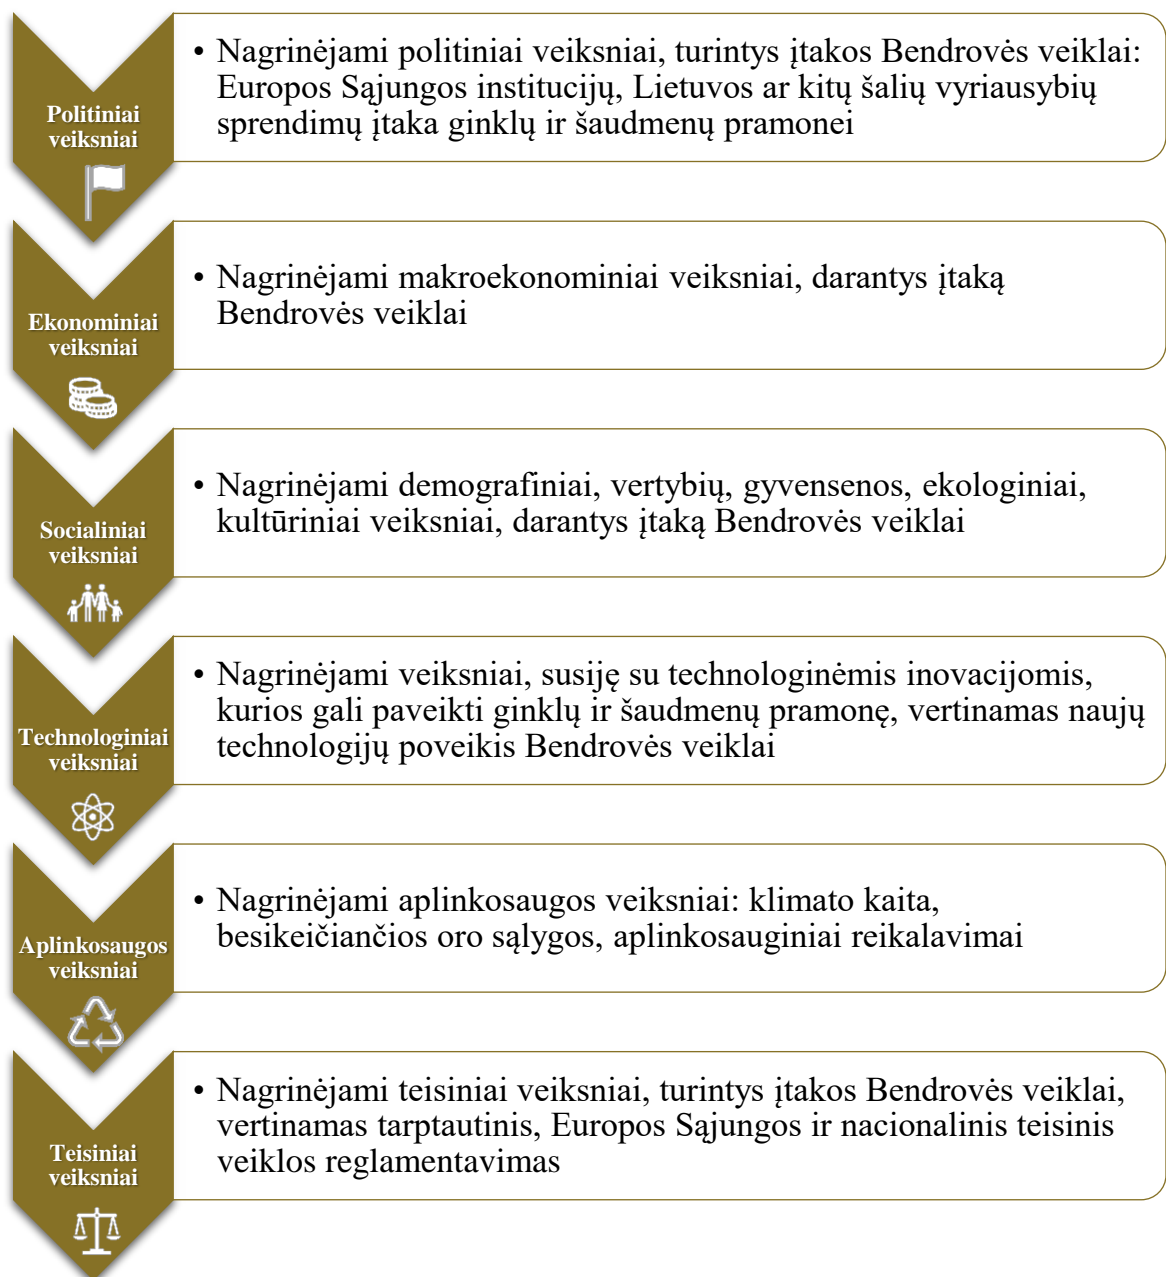 Politiniai
veiksniai
• Nagrinėjami politiniai veiksniai, turintys įtakos Bendrovės veiklai:
Europos Sąjungos institucijų, Lietuvos ar kitų šalių vyriausybių
sprendimų įtaka ginklų ir šaudmenų pramonei
Ekonominiai
veiksniai
• Nagrinėjami makroekonominiai veiksniai, darantys įtaką
Bendrovės veiklai
Socialiniai
veiksniai
• Nagrinėjami demografiniai, vertybių, gyvensenos, ekologiniai,
kultūriniai veiksniai, darantys įtaką Bendrovės veiklai
Technologiniai
veiksniai
• Nagrinėjami veiksniai, susiję su technologinėmis inovacijomis,
kurios gali paveikti ginklų ir šaudmenų pramonę, vertinamas naujų
technologijų poveikis Bendrovės veiklai
Aplinkosaugos
veiksniai
• Nagrinėjami aplinkosaugos veiksniai: klimato kaita,
besikeičiančios oro sąlygos, aplinkosauginiai reikalavimai
Teisiniai
veiksniai
• Nagrinėjami teisiniai veiksniai, turintys įtakos Bendrovės veiklai,
vertinamas tarptautinis, Europos Sąjungos ir nacionalinis teisinis
veiklos reglamentavimas